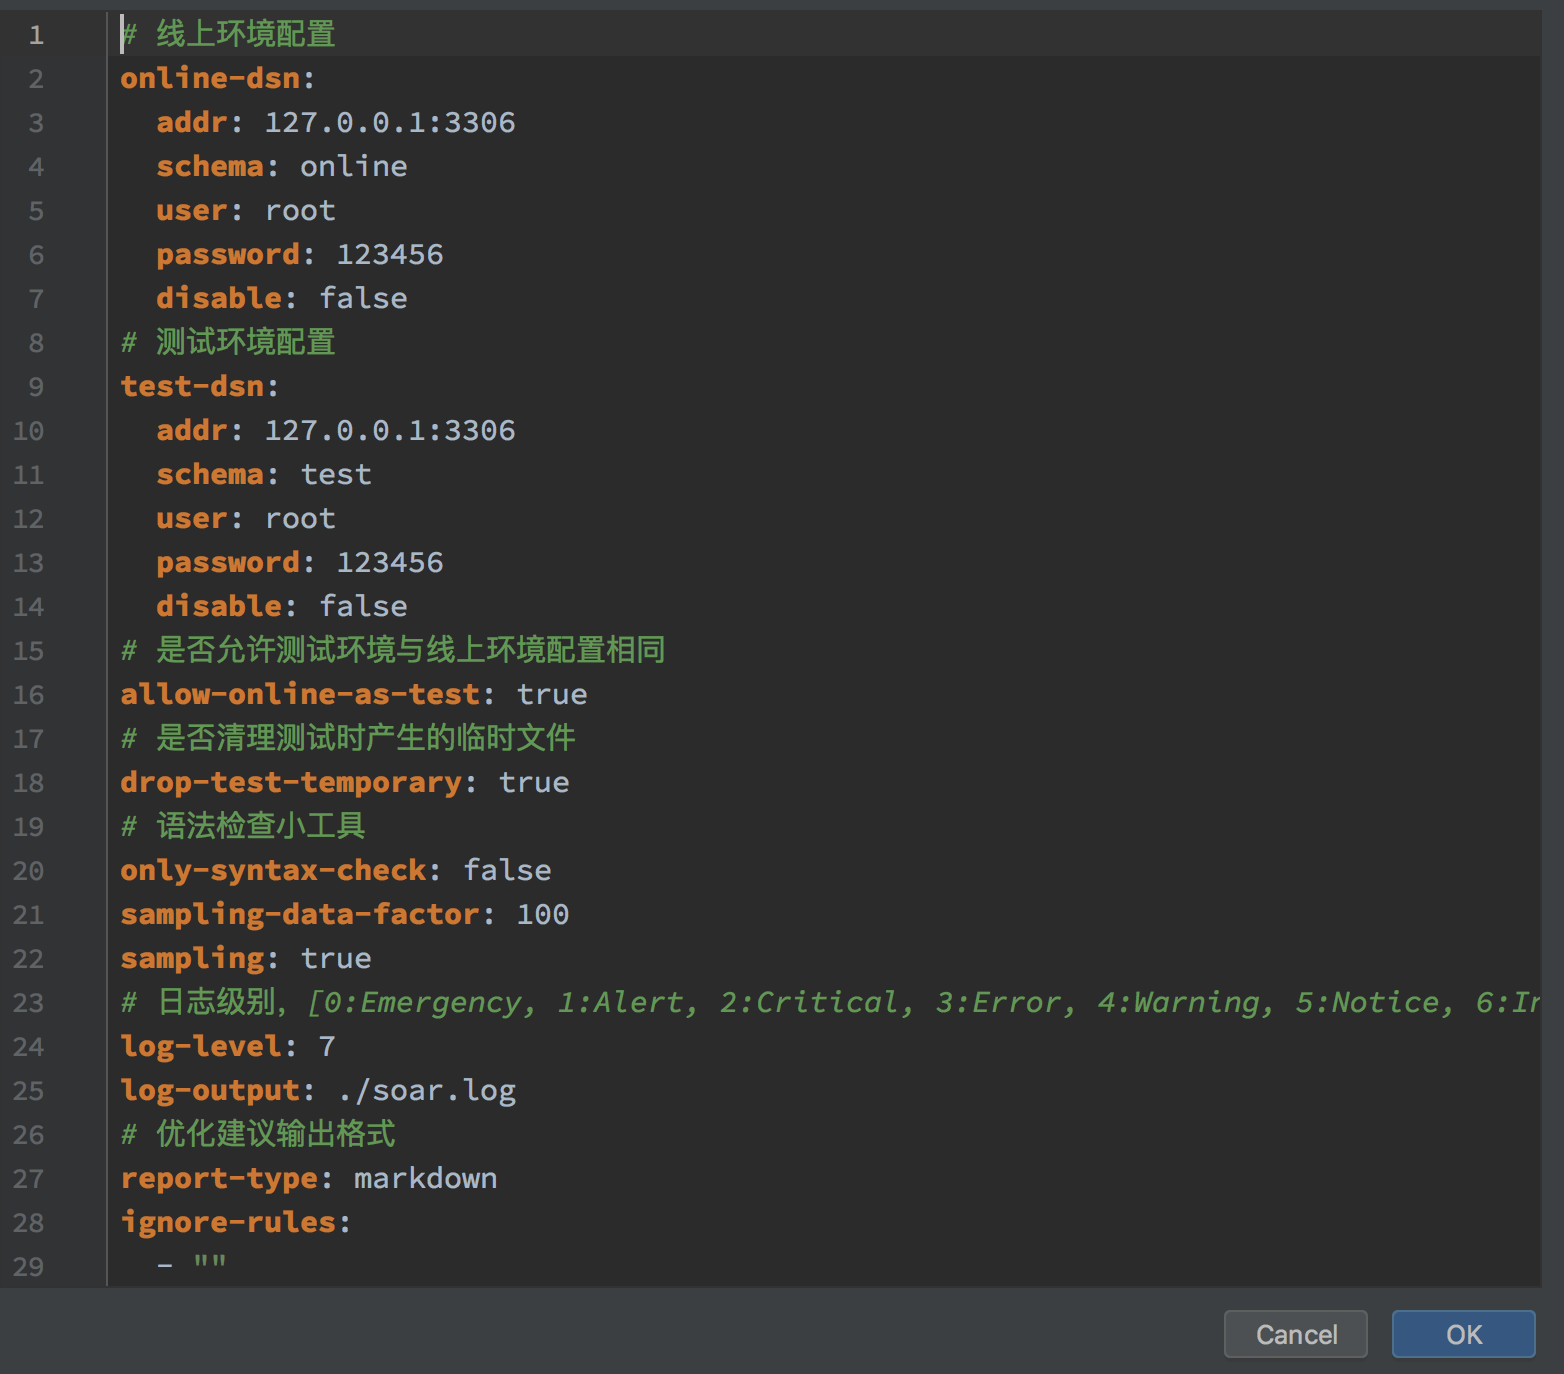 1 # 线上环境配置
2 online-dsn:
3   addr: 127.0.0.1:3306
4   schema: online
5   user: root
6   password: 123456
7   disable: false
8 # 测试环境配置
9 test-dsn:
10   addr: 127.0.0.1:3306
11   schema: test
12   user: root
13   password: 123456
14   disable: false
15 # 是否允许测试环境与线上环境配置相同
16 allow-online-as-test: true
17 # 是否清理测试时产生的临时文件
18 drop-test-temporary: true
19 # 语法检查小工具
20 only-syntax-check: false
21 sampling-data-factor: 100
22 sampling: true
23 # 日志级别，[0:Emergency, 1:Alert, 2:Critical, 3:Error, 4:Warning, 5:Notice, 6:
24 log-level: 7
25 log-output: ./soar.log
26 # 优化建议输出格式
27 report-type: markdown
28 ignore-rules:
29   - ""
Cancel OK